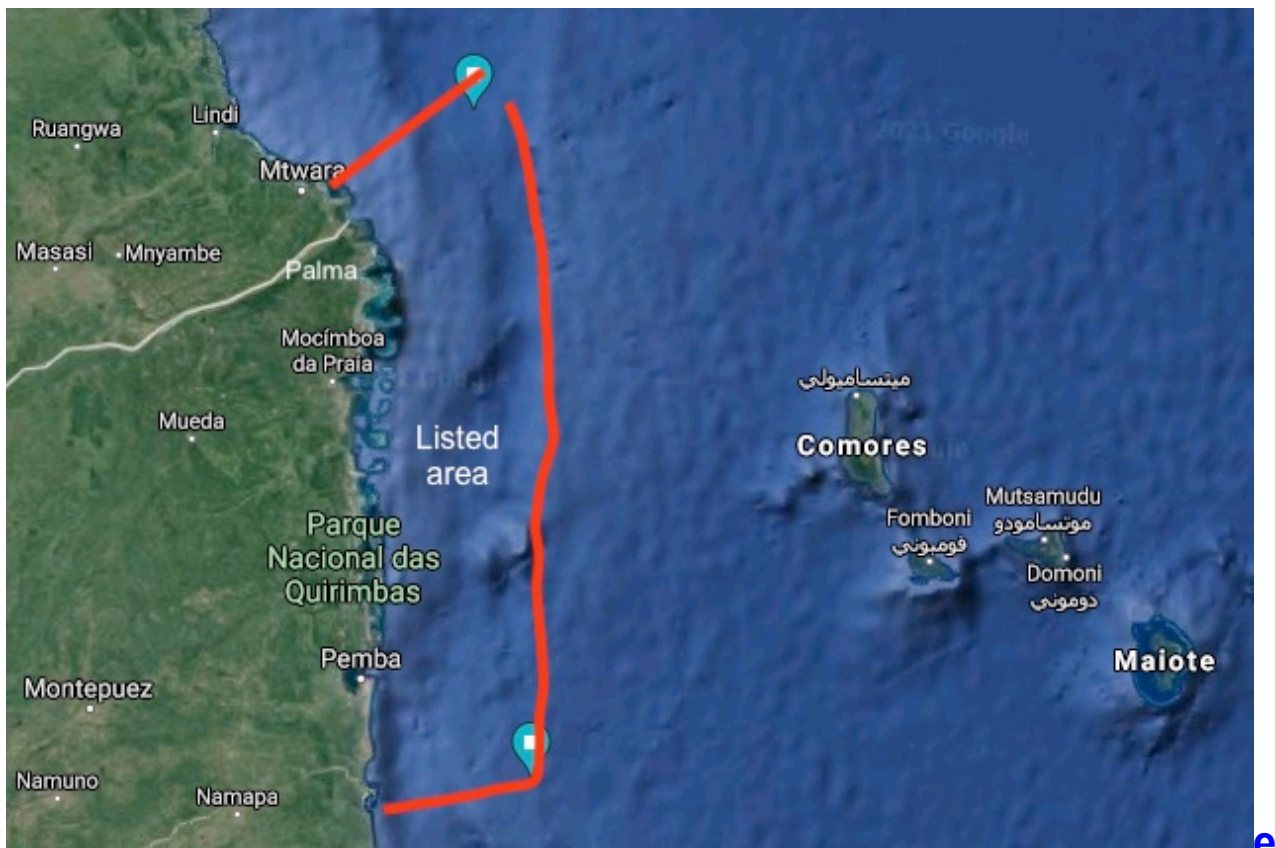 © 2021 Google
Lindi
Ruangwa
Mtwara
Masasi
Mnyambe
Palma
Mocímboa
da Praia
ميتساميولي
Mueda
Listed
area
Comores
Mutsamudu
موتسامودو
Fomboni
فومبوني
Parque
Nacional das
Quirimbas
Domoni
دوموني
Pemba
Maiote
Montepuez
Namuno
Namapa
e